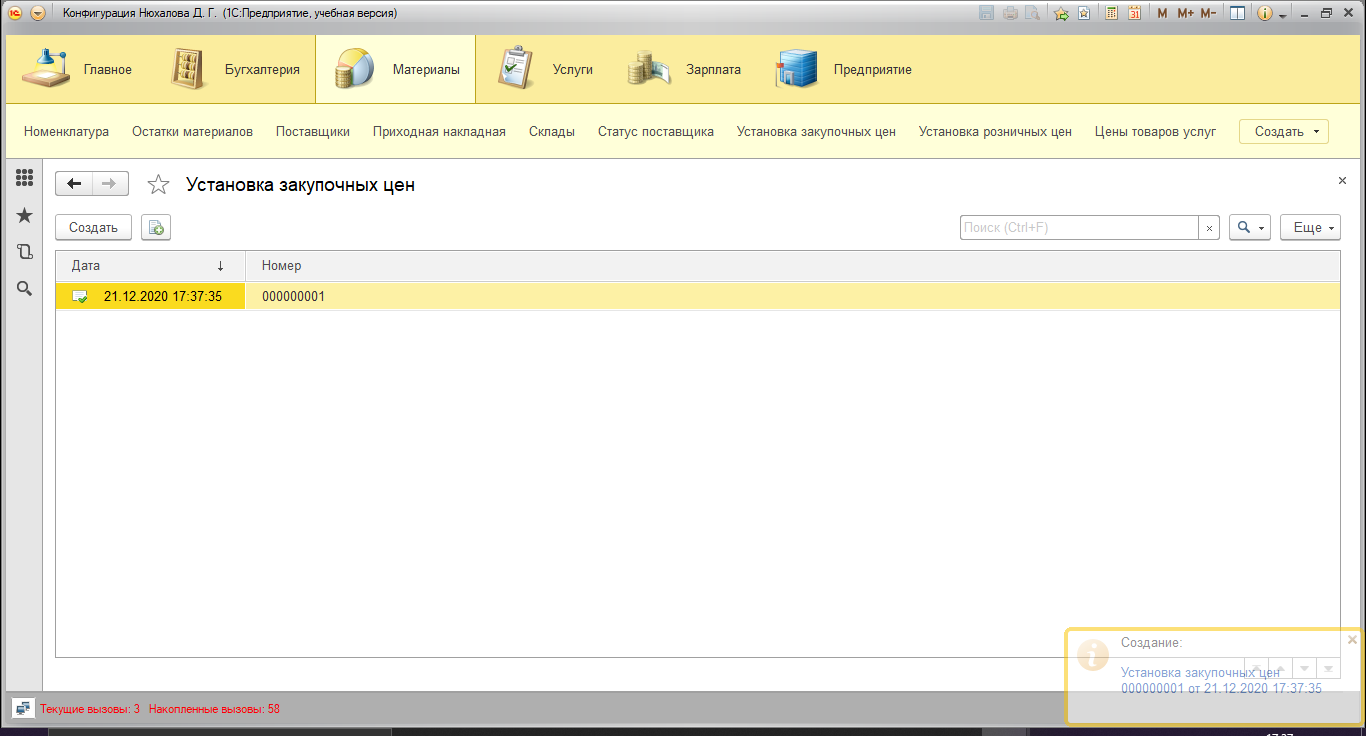 Конфигурация Нюхалова Д. Г. (1С:Предприятие, учебная версия)
31 M M+ M-
Главное Бухгалтерия Материалы Услуги Зарплата Предприятие
Номенклатура Остатки материалов Поставщики Приходная накладная Склады Статус поставщика Установка закупочных цен Установка розничных цен Цены товаров услуг Создать
Установка закупочных цен
Создать Поиск (Ctrl+F) Еще
Дата Номер
21.12.2020 17:37:35 000000001
Создание:
Установка закупочных цен
000000001 от 21.12.2020 17:37:35
Текущие вызовы: 3 Накопленные вызовы: 58